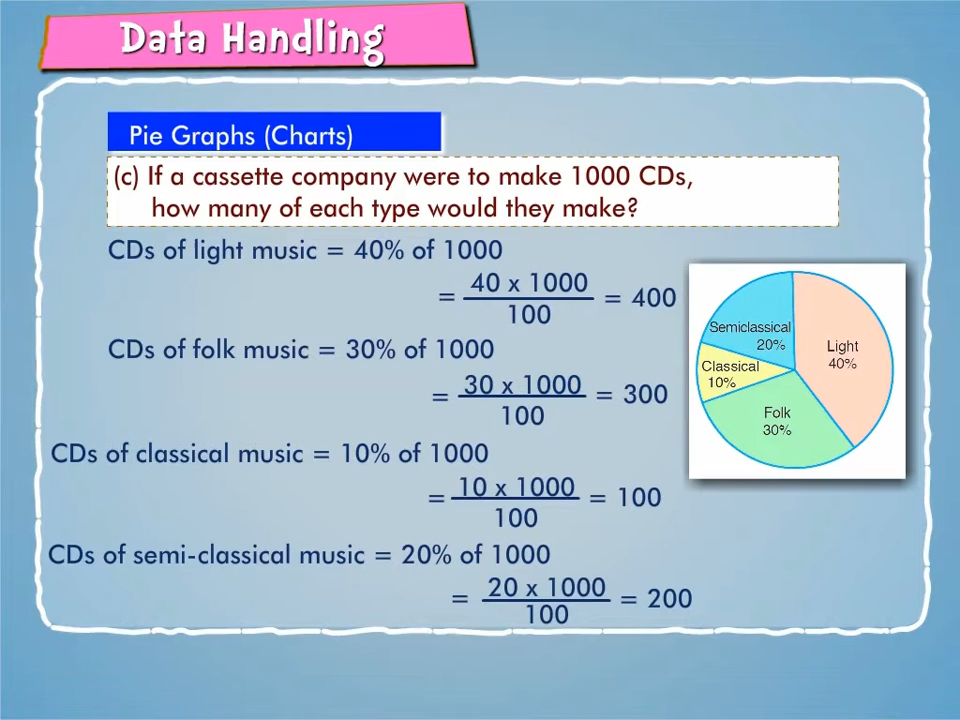 Data Handling
Pie Graphs (Charts)
(c) If a cassette company were to make 1000 CDs,
how many of each type would they make?
CDs of light music = 40% of 1000
= 40 x 1000 / 100 = 400
CDs of folk music = 30% of 1000
= 30 x 1000 / 100 = 300
CDs of classical music = 10% of 1000
= 10 x 1000 / 100 = 100
CDs of semi-classical music = 20% of 1000
= 20 x 1000 / 100 = 200
Semiclassical
20%
Light
40%
Classical
10%
Folk
30%